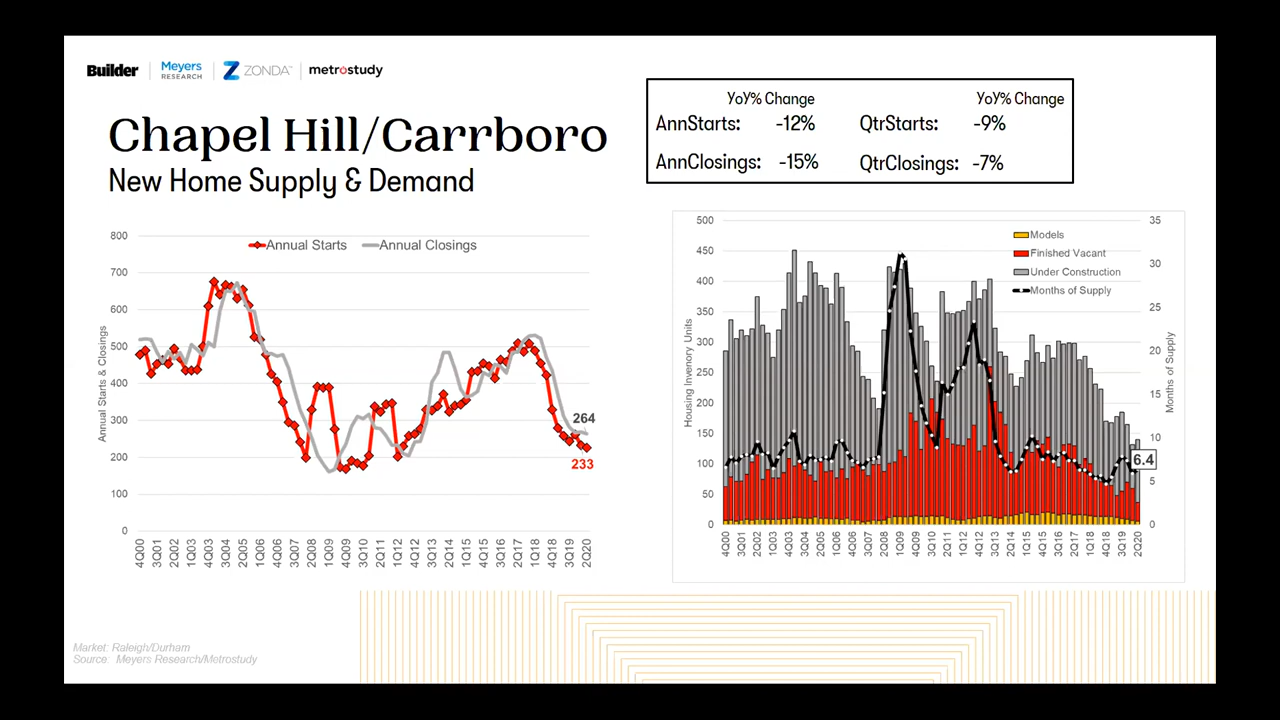 Builder
Meyers
RESEARCH
ZONDA™
metrostudy
Chapel Hill/Carrboro
New Home Supply & Demand
YoY% Change YoY% Change
AnnStarts: -12% QtrStarts: -9%
AnnClosings: -15% QtrClosings: -7%
Annual Starts Annual Closings
Annual Starts & Closings
800
700
600
500
400
300
200
100
0
264
233
4Q00 3Q01 2Q02 1Q03 4Q03 3Q04 2Q05 1Q06 4Q06 3Q07 2Q08 1Q09 4Q09 3Q10 2Q11 1Q12 4Q12 3Q13 2Q14 1Q15 4Q15 3Q16 2Q17 1Q18 4Q18 3Q19 2Q20
Models
Finished Vacant
Under Construction
Months of Supply
Housing Invenory Units
500
450
400
350
300
250
200
150
100
50
0
35
30
25
20
15
10
5
0
Months of Supply
6.4
4Q00 3Q01 2Q02 1Q03 4Q03 3Q04 2Q05 1Q06 4Q06 3Q07 2Q08 1Q09 4Q09 3Q10 2Q11 1Q12 4Q12 3Q13 2Q14 1Q15 4Q15 3Q16 2Q17 1Q18 4Q18 3Q19 2Q20
Market: Raleigh/Durham
Source: Meyers Research/Metrostudy